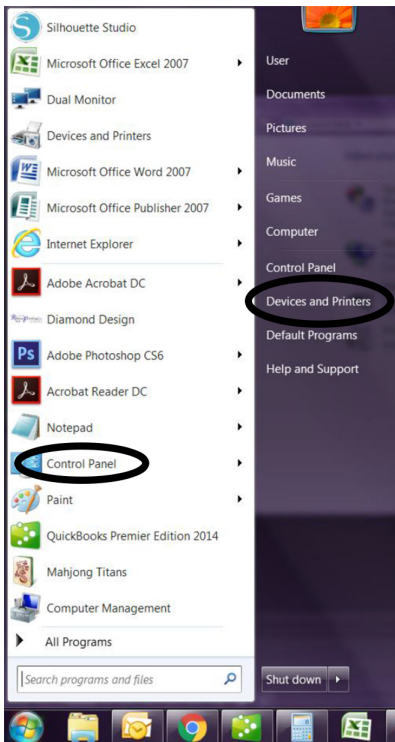 Silhouette Studio
Microsoft Office Excel 2007
Dual Monitor
Devices and Printers
Microsoft Office Word 2007
Microsoft Office Publisher 2007
Internet Explorer
Adobe Acrobat DC
Diamond Design
Ps Adobe Photoshop CS6
Acrobat Reader DC
Notepad
Control Panel
Paint
QuickBooks Premier Edition 2014
Mahjong Titans
Computer Management
All Programs
Search programs and files
User
Documents
Pictures
Music
Games
Computer
Control Panel
Devices and Printers
Default Programs
Help and Support
Shut down